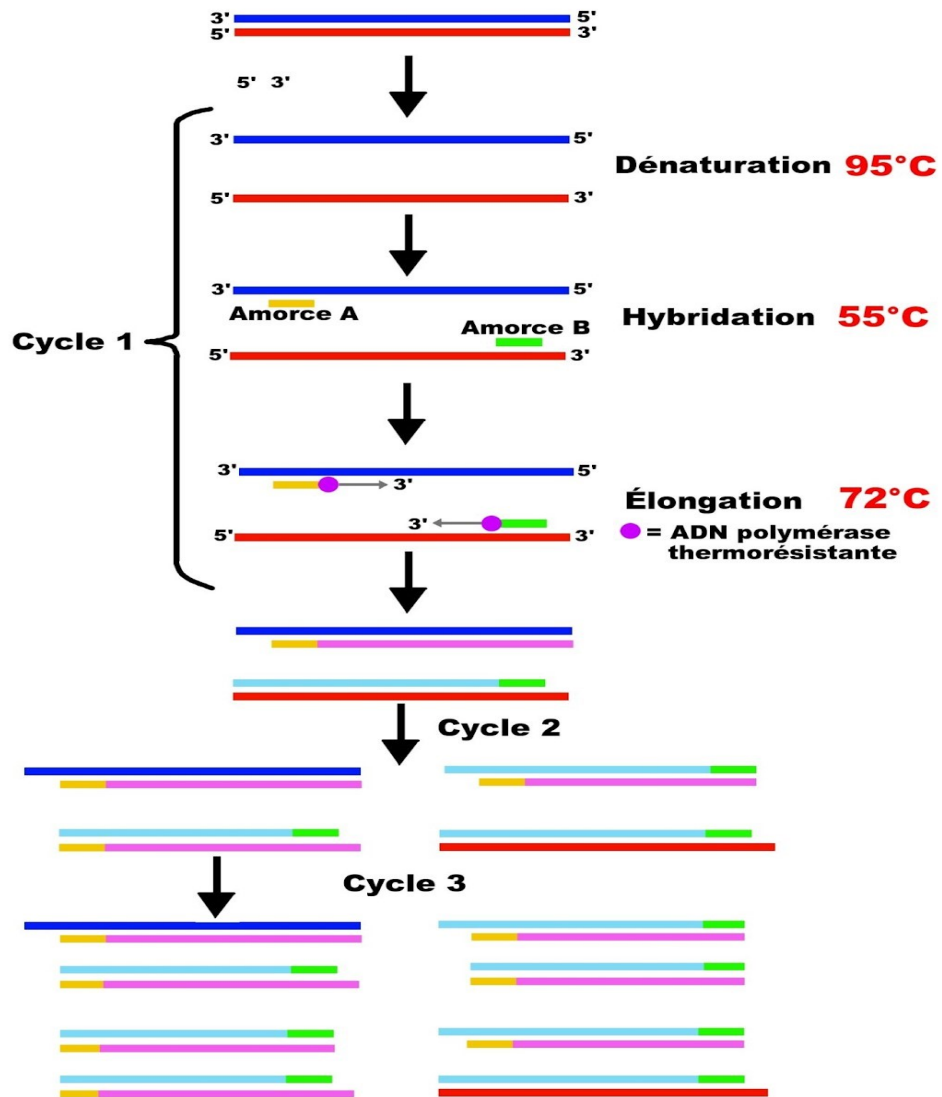 3' 5'
5' 3'
5' 3'
3' 5'
Dénaturation 95°C
5' 3'
3' 5'
Amorce A
Hybridation 55°C
Cycle 1
Amorce B
5' 3'
3' 5'
3'
Élongation 72°C
3'
= ADN polymérase
5' 3'
thermorésistante
Cycle 2
Cycle 3